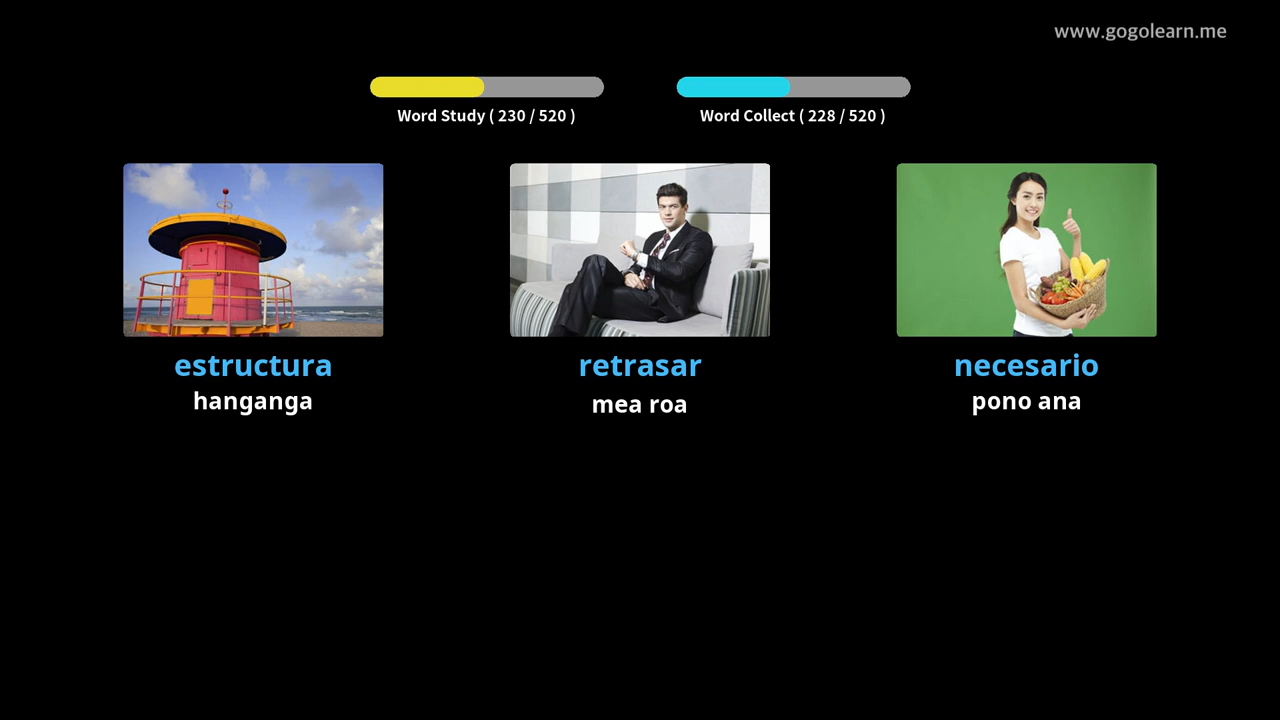 www.gogolearn.me
Word Study ( 230 / 520 )
Word Collect ( 228 / 520 )
estructura
hanganga
retrasar
mea roa
necesario
pono ana